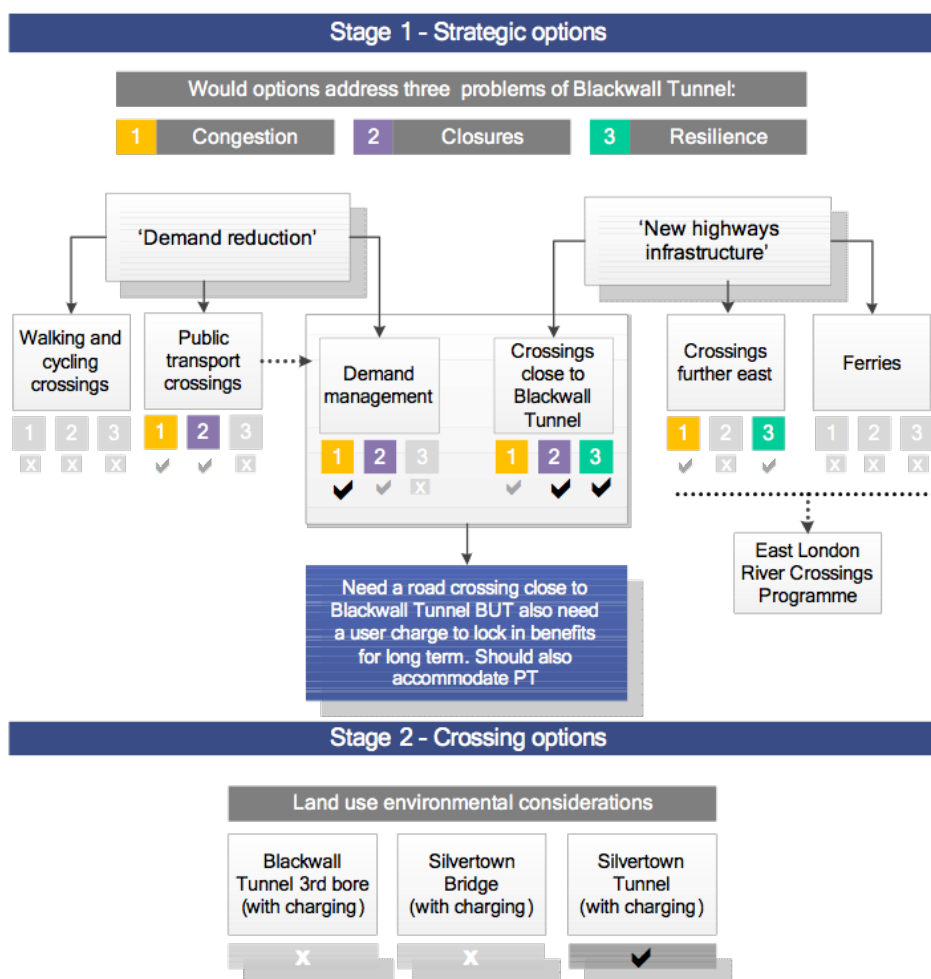 Stage 1 - Strategic options
Would options address three problems of Blackwall Tunnel:
1 Congestion
2 Closures
3 Resilience
'Demand reduction'
'New highways
infrastructure'
Walking and
cycling
crossings
1 2 3
x x x
Public
transport
crossings
1 2 3
✓ ✓ x
Demand
management
1 2 3
✓ ✓ x
Crossings
close to
Blackwall
Tunnel
1 2 3
✓ ✓ ✓
Crossings
further east
1 2 3
✓ x ✓
Ferries
1 2 3
x x x
East London
River Crossings
Programme
Need a road crossing close to
Blackwall Tunnel BUT also need
a user charge to lock in benefits
for long term. Should also
accommodate PT
Stage 2 - Crossing options
Land use environmental considerations
Blackwall
Tunnel 3rd bore
(with charging)
x
Silvertown
Bridge
(with charging)
x
Silvertown
Tunnel
(with charging)
✓